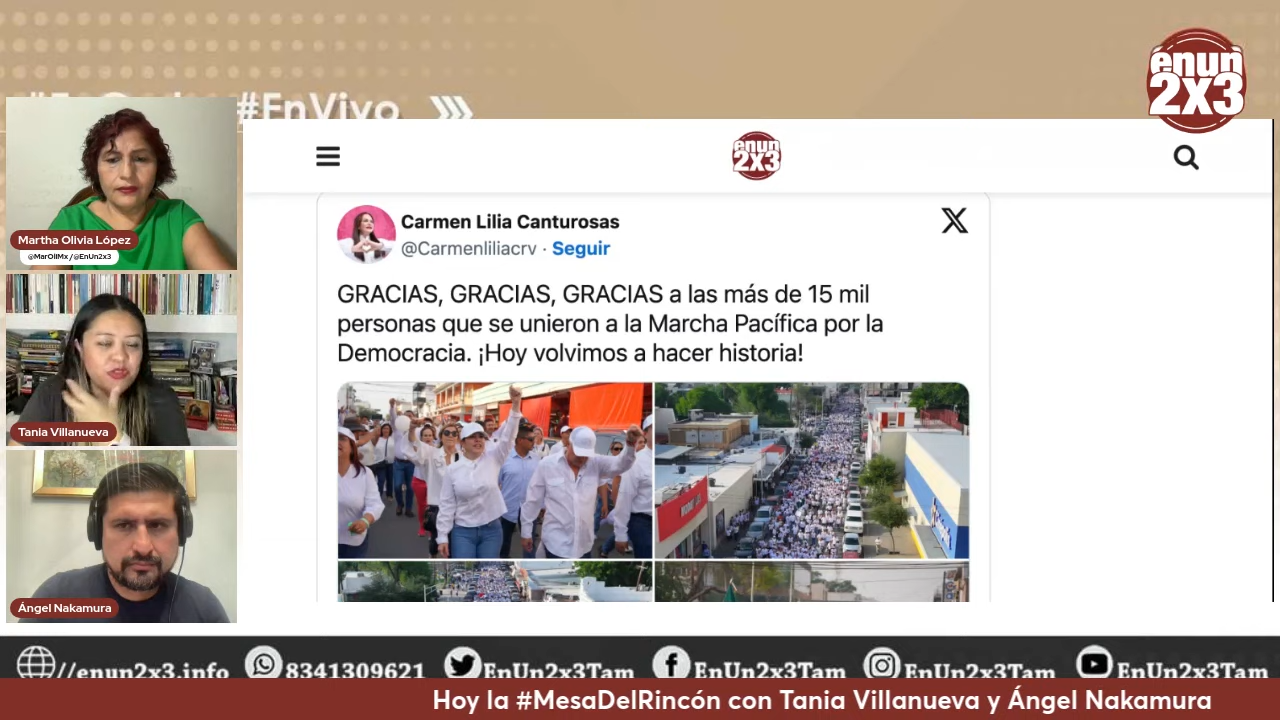 #EnVivo
énun
2x3
énun
2x3
Martha Olivia López
@MarOliMx /@EnUn2x3
Tania Villanueva
Ángel Nakamura
Carmen Lilia Canturosas
@Carmenliliacrv · Seguir
GRACIAS, GRACIAS, GRACIAS a las más de 15 mil
personas que se unieron a la Marcha Pacífica por la
Democracia. ¡Hoy volvimos a hacer historia!
//enun2x3.info
8341309621
EnUn2x3Tam
EnUn2x3Tam
EnUn2x3Tam
EnUn2x3Tam
Hoy la #MesaDelRincón con Tania Villanueva y Ángel Nakamura